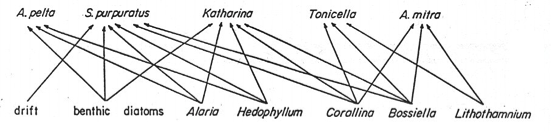 A. pelta S. purpuratus Katharina Tonicella A. mitra
drift benthic diatoms Alaria Hedophyllum Corallina Bossiella Lithothamnium